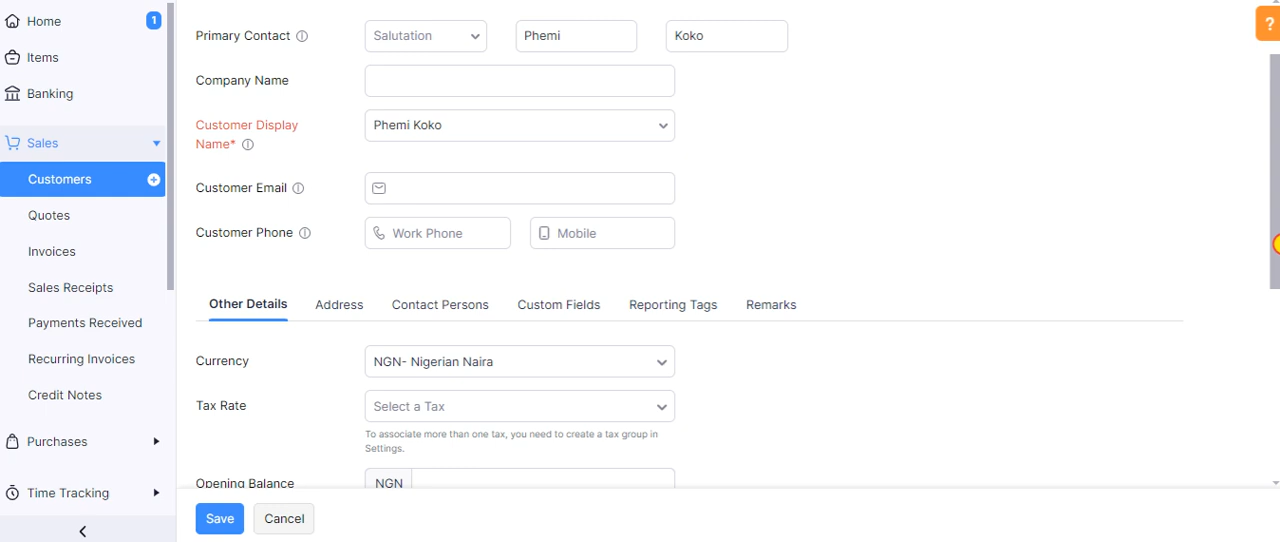 Home 1
Items
Banking
Sales
Customers
Quotes
Invoices
Sales Receipts
Payments Received
Recurring Invoices
Credit Notes
Purchases
Time Tracking
Primary Contact Salutation Phemi Koko
Company Name
Customer Display Phemi Koko
Name*
Customer Email
Customer Phone Work Phone Mobile
Other Details Address Contact Persons Custom Fields Reporting Tags Remarks
Currency NGN- Nigerian Naira
Tax Rate Select a Tax
To associate more than one tax, you need to create a tax group in
Settings.
Opening Balance NGN
Save Cancel
?